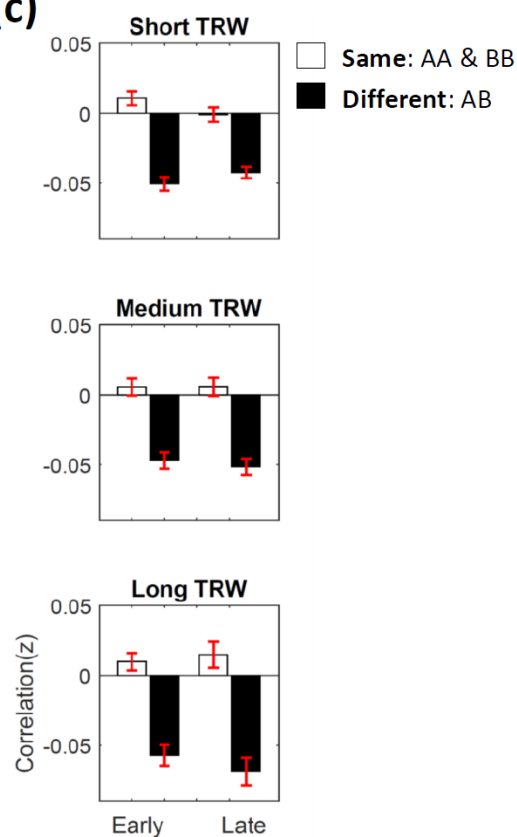 (c)
Short TRW
0.05
0
-0.05
Same: AA & BB
Different: AB
Medium TRW
0.05
0
-0.05
Long TRW
0.05
0
-0.05
Correlation(z)
Early Late